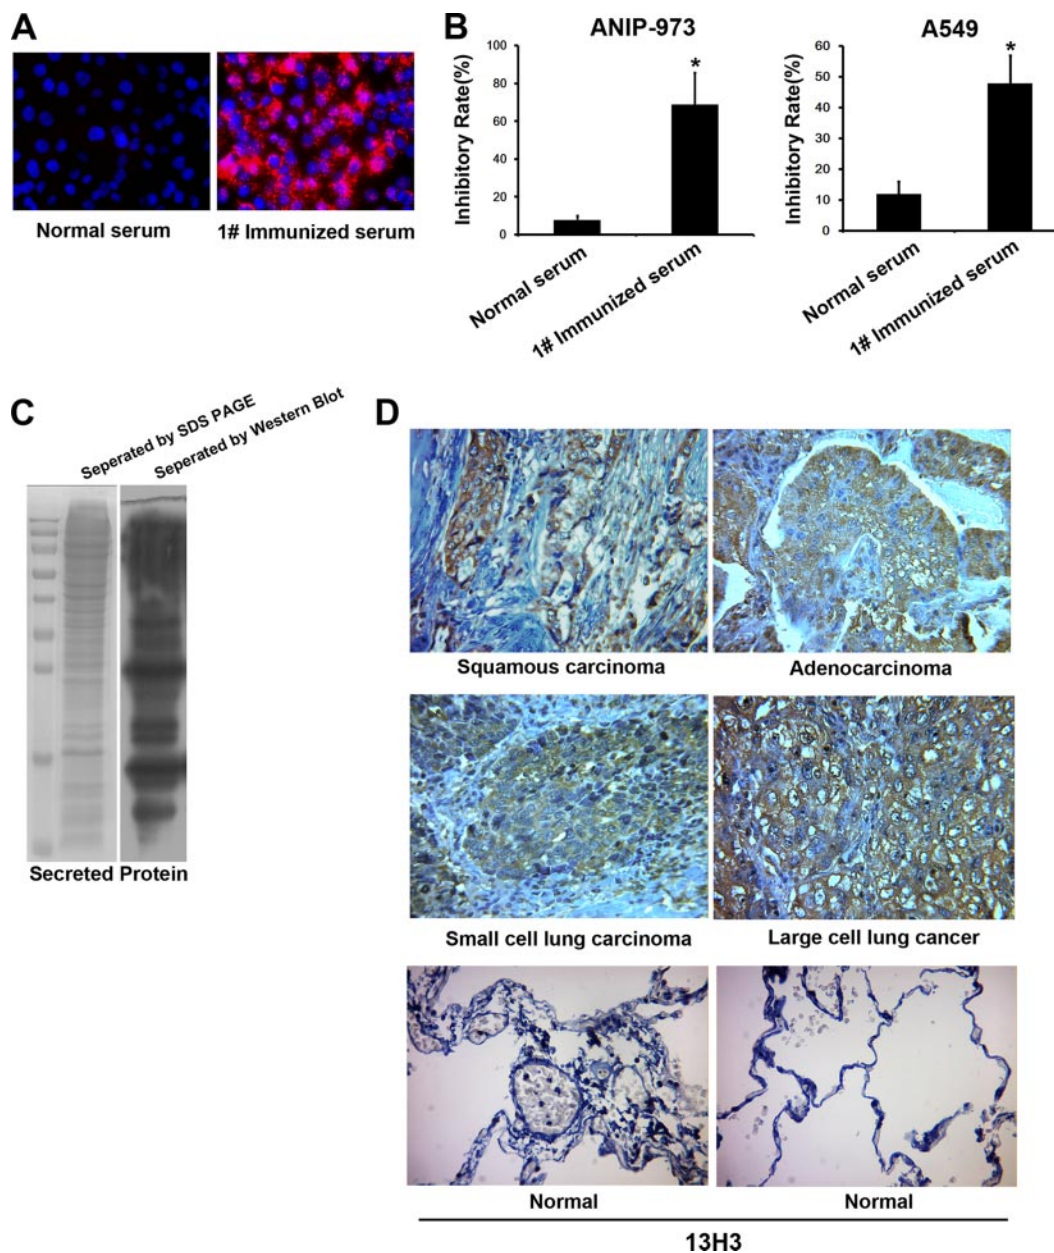 A
Normal serum
1# Immunized serum
B
ANIP-973
Inhibitory Rate(%)
100
80
60
40
20
0
*
Normal serum
1# Immunized serum
A549
Inhibitory Rate(%)
60
50
40
30
20
10
0
*
Normal serum
1# Immunized serum
C
Seperated by SDS PAGE
Seperated by Western Blot
Secreted Protein
D
Squamous carcinoma
Adenocarcinoma
Small cell lung carcinoma
Large cell lung cancer
Normal
Normal
13H3